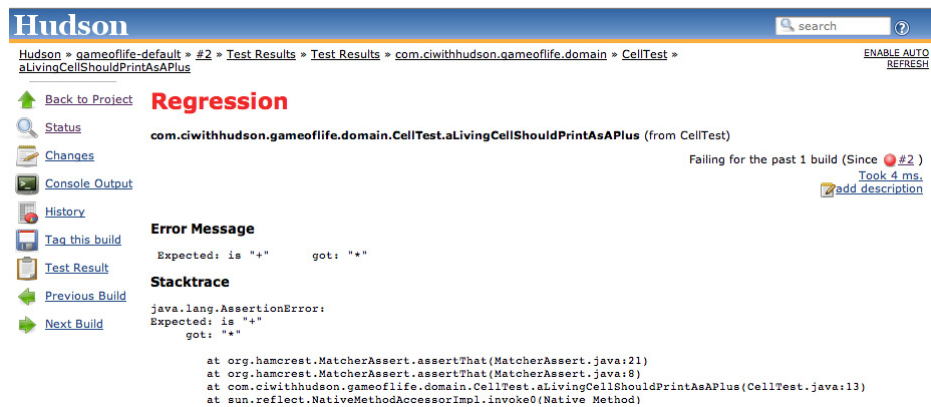 Hudson
search
?
Hudson » gameoflife-default » #2 » Test Results » Test Results » com.ciwithhudson.gameoflife.domain » CellTest »
aLivingCellShouldPrintAsAPlus
ENABLE AUTO
REFRESH
Back to Project
Status
Changes
Console Output
History
Tag this build
Test Result
Previous Build
Next Build
Regression
com.ciwithhudson.gameoflife.domain.CellTest.aLivingCellShouldPrintAsAPlus (from CellTest)
Failing for the past 1 build (Since #2 )
Took 4 ms.
add description
Error Message
Expected: is "+"     got: "*"
Stacktrace
java.lang.AssertionError:
Expected: is "+"
     got: "*"
at org.hamcrest.MatcherAssert.assertThat(MatcherAssert.java:21)
at org.hamcrest.MatcherAssert.assertThat(MatcherAssert.java:8)
at com.ciwithhudson.gameoflife.domain.CellTest.aLivingCellShouldPrintAsAPlus(CellTest.java:13)
at sun.reflect.NativeMethodAccessorImpl.invoke0(Native Method)